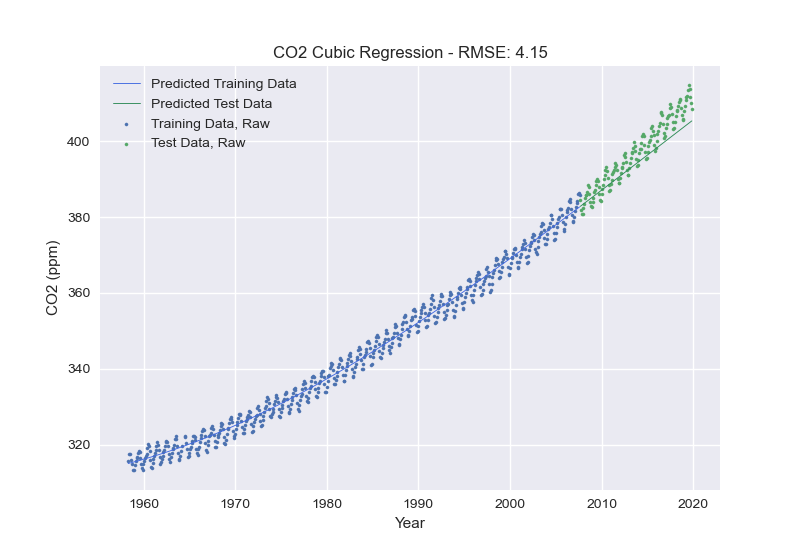 CO2 Cubic Regression - RMSE: 4.15
Predicted Training Data
Predicted Test Data
Training Data, Raw
Test Data, Raw
400
380
360
340
320
CO2 (ppm)
1960 1970 1980 1990 2000 2010 2020
Year